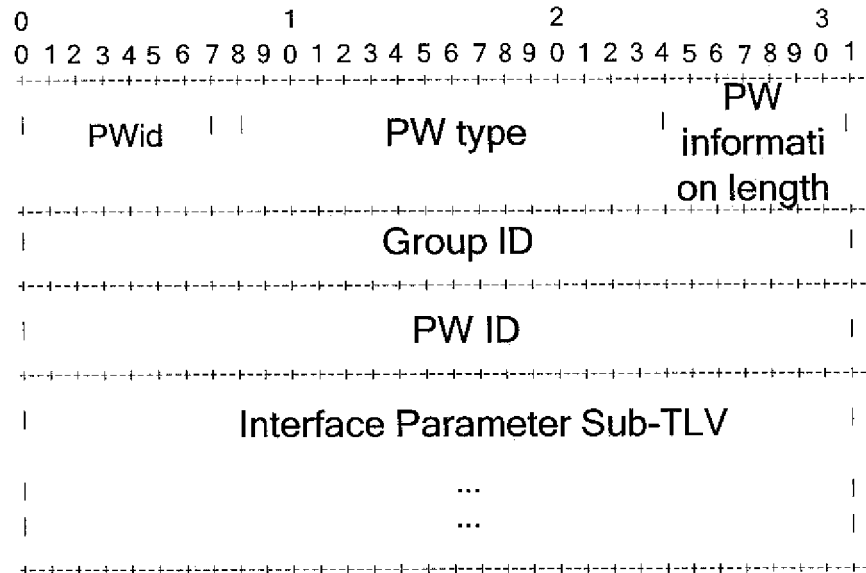 0 1 2 3
0 1 2 3 4 5 6 7 8 9 0 1 2 3 4 5 6 7 8 9 0 1 2 3 4 5 6 7 8 9 0 1
+-+-+-+-+-+-+-+-+-+-+-+-+-+-+-+-+-+-+-+-+-+-+-+-+-+-+-+-+-+-+-+-+
| PWid | | PW type | PW |
informati
on length
+-+-+-+-+-+-+-+-+-+-+-+-+-+-+-+-+-+-+-+-+-+-+-+-+-+-+-+-+-+-+-+-+
| Group ID |
+-+-+-+-+-+-+-+-+-+-+-+-+-+-+-+-+-+-+-+-+-+-+-+-+-+-+-+-+-+-+-+-+
| PW ID |
+-+-+-+-+-+-+-+-+-+-+-+-+-+-+-+-+-+-+-+-+-+-+-+-+-+-+-+-+-+-+-+-+
| Interface Parameter Sub-TLV |
| ... |
| ... |
+-+-+-+-+-+-+-+-+-+-+-+-+-+-+-+-+-+-+-+-+-+-+-+-+-+-+-+-+-+-+-+-+